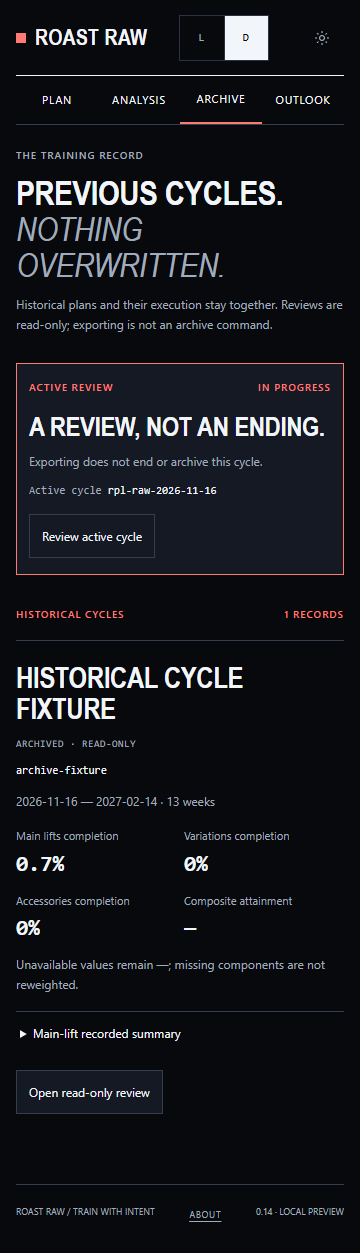 ROAST RAW
L D
PLAN ANALYSIS ARCHIVE OUTLOOK
THE TRAINING RECORD
PREVIOUS CYCLES.
NOTHING
OVERWRITTEN.
Historical plans and their execution stay together. Reviews are
read-only; exporting is not an archive command.
ACTIVE REVIEW IN PROGRESS
A REVIEW, NOT AN ENDING.
Exporting does not end or archive this cycle.
Active cycle rpl-raw-2026-11-16
Review active cycle
HISTORICAL CYCLES 1 RECORDS
HISTORICAL CYCLE
FIXTURE
ARCHIVED · READ-ONLY
archive-fixture
2026-11-16 — 2027-02-14 · 13 weeks
Main lifts completion Variations completion
0.7% 0%
Accessories completion Composite attainment
0% —
Unavailable values remain —; missing components are not
reweighted.
Main-lift recorded summary
Open read-only review
ROAST RAW / TRAIN WITH INTENT ABOUT 0.14 · LOCAL PREVIEW